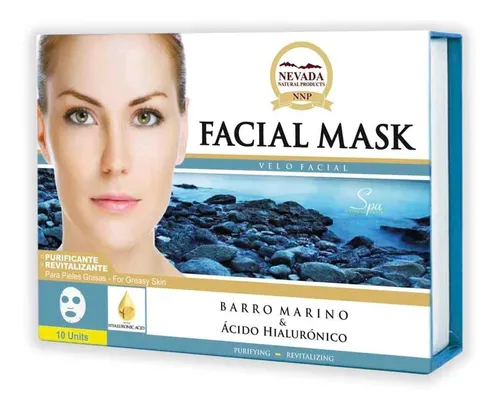 NEVADA
NATURAL PRODUCTS
NNP
FACIAL MASK
VELO FACIAL
Spa
PURIFICANTE
REVITALIZANTE
Para Pieles Grasas - For Greasy Skin
HYALURONIC ACID
10 Units
BARRO MARINO
&
ÁCIDO HIALURÓNICO
PURIFYING - REVITALIZING